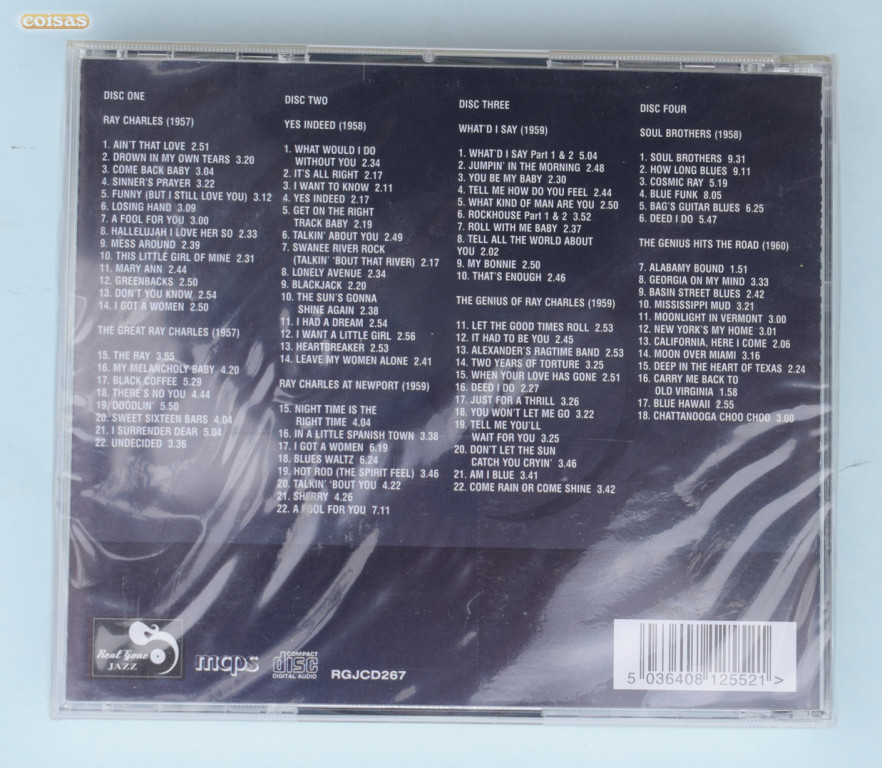 coisas
DISC ONE
RAY CHARLES (1957)
1. AIN'T THAT LOVE 2.51
2. DROWN IN MY OWN TEARS 3.20
3. COME BACK BABY 3.04
4. SINNER'S PRAYER 3.22
5. FUNNY (BUT I STILL LOVE YOU) 3.12
6. LOSING HAND 3.09
7. A FOOL FOR YOU 3.00
8. HALLELUJAH I LOVE HER SO 2.33
9. MESS AROUND 2.39
10. THIS LITTLE GIRL OF MINE 2.31
11. MARY ANN 2.44
12. GREENBACKS 2.50
13. DON'T YOU KNOW 2.54
14. I GOT A WOMEN 2.50
THE GREAT RAY CHARLES (1957)
15. THE RAY 3.55
16. MY MELANCHOLY BABY 4.20
17. BLACK COFFEE 5.29
18. THERE'S NO YOU 4.44
19. DOODLIN' 5.50
20. SWEET SIXTEEN BARS 4.04
21. I SURRENDER DEAR 5.04
22. UNDECIDED 3.36
DISC TWO
YES INDEED (1958)
1. WHAT WOULD I DO
WITHOUT YOU 2.34
2. IT'S ALL RIGHT 2.17
3. I WANT TO KNOW 2.11
4. YES INDEED 2.17
5. GET ON THE RIGHT
TRACK BABY 2.19
6. TALKIN' ABOUT YOU 2.49
7. SWANEE RIVER ROCK
(TALKIN' 'BOUT THAT RIVER) 2.17
8. LONELY AVENUE 2.34
9. BLACKJACK 2.20
10. THE SUN'S GONNA
SHINE AGAIN 2.38
11. I HAD A DREAM 2.54
12. I WANT A LITTLE GIRL 2.56
13. HEARTBREAKER 2.53
14. LEAVE MY WOMEN ALONE 2.41
RAY CHARLES AT NEWPORT (1959)
15. NIGHT TIME IS THE
RIGHT TIME 4.04
16. IN A LITTLE SPANISH TOWN 3.38
17. I GOT A WOMEN 6.19
18. BLUES WALTZ 6.24
19. HOT ROD (THE SPIRIT FEEL) 3.46
20. TALKIN' 'BOUT YOU 4.22
21. SHERRY 4.26
22. A FOOL FOR YOU 7.11
DISC THREE
WHAT'D I SAY (1959)
1. WHAT'D I SAY Part 1 & 2 5.04
2. JUMPIN' IN THE MORNING 2.48
3. YOU BE MY BABY 2.30
4. TELL ME HOW DO YOU FEEL 2.44
5. WHAT KIND OF MAN ARE YOU 2.50
6. ROCKHOUSE Part 1 & 2 3.52
7. ROLL WITH ME BABY 2.37
8. TELL ALL THE WORLD ABOUT
YOU 2.02
9. MY BONNIE 2.50
10. THAT'S ENOUGH 2.46
THE GENIUS OF RAY CHARLES (1959)
11. LET THE GOOD TIMES ROLL 2.53
12. IT HAD TO BE YOU 2.45
13. ALEXANDER'S RAGTIME BAND 2.53
14. TWO YEARS OF TORTURE 3.25
15. WHEN YOUR LOVE HAS GONE 2.51
16. DEED I DO 2.27
17. JUST FOR A THRILL 3.26
18. YOU WON'T LET ME GO 3.22
19. TELL ME YOU'LL
WAIT FOR YOU 3.25
20. DON'T LET THE SUN
CATCH YOU CRYIN' 3.46
21. AM I BLUE 3.41
22. COME RAIN OR COME SHINE 3.42
DISC FOUR
SOUL BROTHERS (1958)
1. SOUL BROTHERS 9.31
2. HOW LONG BLUES 9.11
3. COSMIC RAY 5.19
4. BLUE FUNK 8.05
5. BAG'S GUITAR BLUES 6.25
6. DEED I DO 5.47
THE GENIUS HITS THE ROAD (1960)
7. ALABAMY BOUND 1.51
8. GEORGIA ON MY MIND 3.33
9. BASIN STREET BLUES 2.42
10. MISSISSIPPI MUD 3.21
11. MOONLIGHT IN VERMONT 3.00
12. NEW YORK'S MY HOME 3.01
13. CALIFORNIA, HERE I COME 2.06
14. MOON OVER MIAMI 3.16
15. DEEP IN THE HEART OF TEXAS 2.24
16. CARRY ME BACK TO
OLD VIRGINIA 1.58
17. BLUE HAWAII 2.55
18. CHATTANOOGA CHOO CHOO 3.00
Real Gone
JAZZ
mcps
COMPACT
disc
DIGITAL AUDIO
RGJCD267
5 036408 125521 >